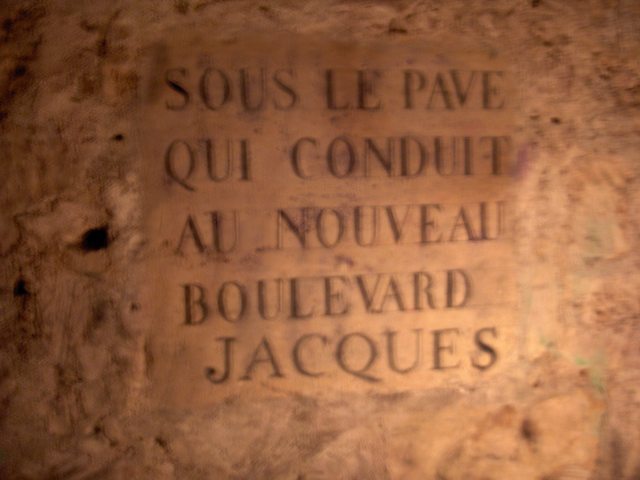 SOUS LE PAVE
QUI CONDUIT
AU NOUVEAU
BOULEVARD
JACQUES